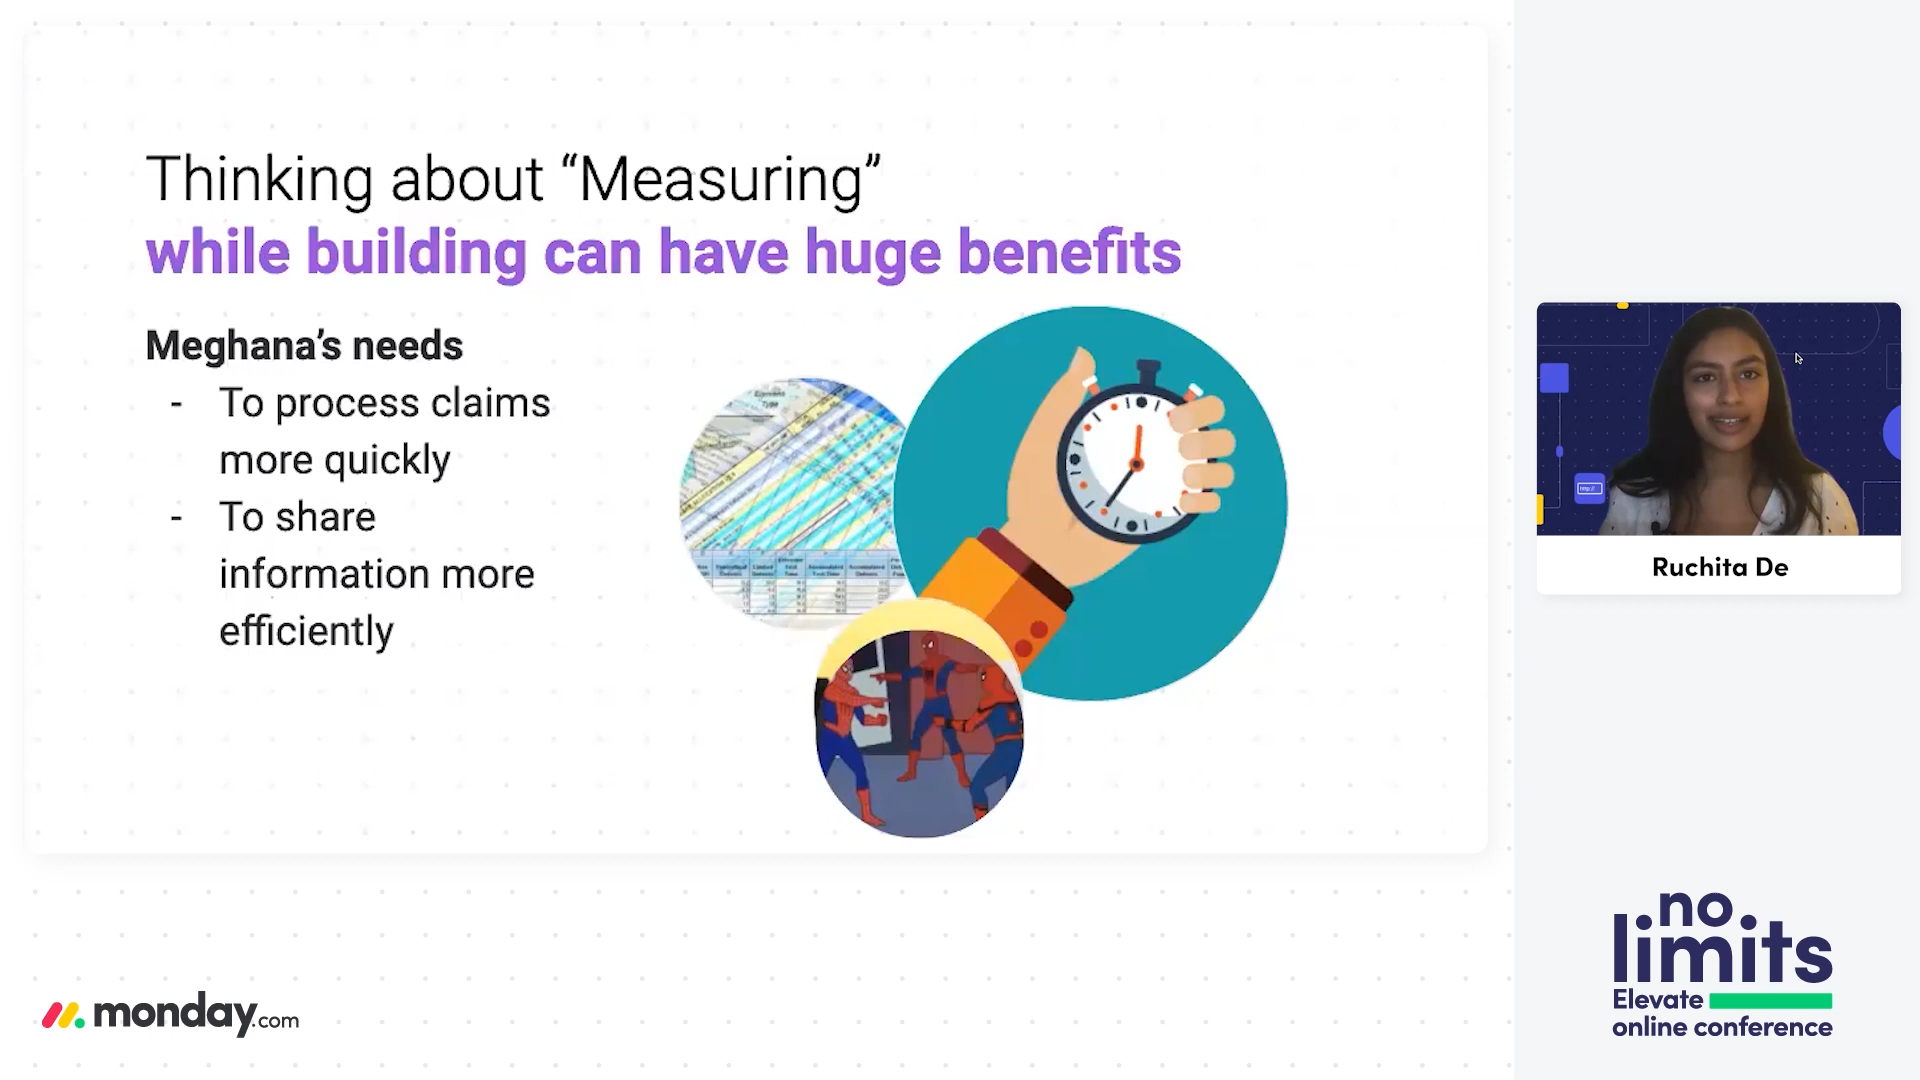 Thinking about “Measuring”
while building can have huge benefits
Meghana’s needs
- To process claims
more quickly
- To share
information more
efficiently
Ruchita De
http://
no
limits
Elevate
online conference
monday.com